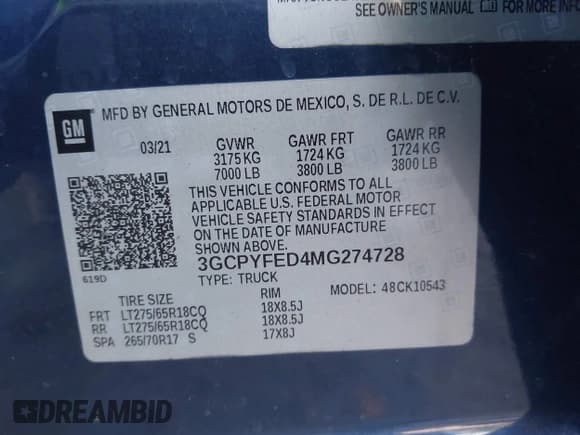 SEE OWNER'S MANUAL FOR MORE INFO
GM
MFD BY GENERAL MOTORS DE MEXICO, S. DE R.L. DE C.V.
03/21 GVWR GAWR FRT GAWR RR
3175 KG 1724 KG 1724 KG
7000 LB 3800 LB 3800 LB
THIS VEHICLE CONFORMS TO ALL
APPLICABLE U.S. FEDERAL MOTOR
VEHICLE SAFETY STANDARDS IN EFFECT
ON THE DATE OF MANUFACTURE
SHOWN ABOVE.
619D
3GCPYFED4MG274728
TYPE: TRUCK
TIRE SIZE RIM MODEL: 48CK10543
FRT LT275/65R18CQ 18X8.5J
RR LT275/65R18CQ 18X8.5J
SPA 265/70R17 S 17X8J
DREAMBID